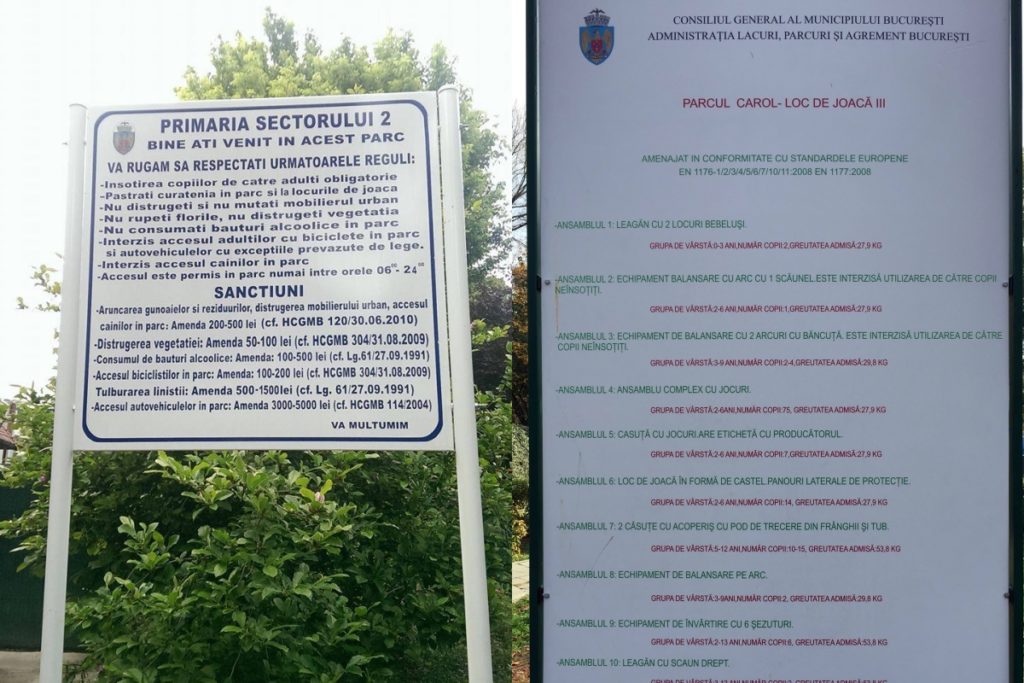 PRIMARIA SECTORULUI 2
BINE ATI VENIT IN ACEST PARC
VA RUGAM SA RESPECTATI URMATOARELE REGULI:
-Insotirea copiilor de catre adulti obligatorie
-Pastrati curatenia in parc si la locurile de joaca
-Nu distrugeti si nu mutati mobilierul urban
-Nu rupeti florile, nu distrugeti vegetatia
-Nu consumati bauturi alcoolice in parc
-Interzis accesul adultilor cu biciclete in parc
si autovehiculelor cu exceptiile prevazute de lege.
-Interzis accesul cainilor in parc
-Accesul este permis in parc numai intre orele 06⁰⁰- 24⁰⁰
SANCTIUNI
-Aruncarea gunoaielor si reziduurilor, distrugerea mobilierului urban, accesul
cainilor in parc: Amenda 200-500 lei (cf. HCGMB 120/30.06.2010)
-Distrugerea vegetatiei: Amenda 50-100 lei (cf. HCGMB 304/31.08.2009)
-Consumul de bauturi alcoolice: Amenda: 100-500 lei (cf. Lg.61/27.09.1991)
-Accesul biciclistilor in parc: Amenda: 100-200 lei (cf. HCGMB 304/31.08.2009)
Tulburarea linistii: Amenda 500-1500lei (cf. Lg. 61/27.09.1991)
-Accesul autovehiculelor in parc: Amenda 3000-5000 lei (cf. HCGMB 114/2004)
VA MULTUMIM
CONSILIUL GENERAL AL MUNICIPIULUI BUCUREŞTI
ADMINISTRAŢIA LACURI, PARCURI ŞI AGREMENT BUCUREŞTI
PARCUL CAROL- LOC DE JOACĂ III
AMENAJAT IN CONFORMITATE CU STANDARDELE EUROPENE
EN 1176-1/2/3/4/5/6/7/10/11:2008 EN 1177:2008
-ANSAMBLUL 1: LEAGĂN CU 2 LOCURI BEBELUŞI.
GRUPA DE VÂRSTĂ:0-3 ANI,NUMĂR COPII:2,GREUTATEA ADMISĂ:27,9 KG
-ANSAMBLUL 2: ECHIPAMENT BALANSARE CU ARC CU 1 SCĂUNEL.ESTE INTERZISĂ UTILIZAREA DE CĂTRE COPII
NEÎNSOŢIŢI.
GRUPA DE VÂRSTĂ:2-6 ANI,NUMĂR COPII:1,GREUTATEA ADMISĂ:27,9 KG
-ANSAMBLUL 3: ECHIPAMENT DE BALANSARE CU 2 ARCURI CU BĂNCUŢĂ. ESTE INTERZISĂ UTILIZAREA DE CĂTRE
COPII NEÎNSOŢIŢI.
GRUPA DE VÂRSTĂ:3-9 ANI,NUMĂR COPII:2-4,GREUTATEA ADMISĂ:29,8 KG
-ANSAMBLUL 4: ANSAMBLU COMPLEX CU JOCURI.
GRUPA DE VÂRSTĂ:2-6ANI,NUMĂR COPII:75, GREUTATEA ADMISĂ:27,9 KG
-ANSAMBLUL 5: CASUŢĂ CU JOCURI.ARE ETICHETĂ CU PRODUCĂTORUL.
GRUPA DE VÂRSTĂ:2-6 ANI,NUMĂR COPII:7,GREUTATEA ADMISĂ:27,9 KG
-ANSAMBLUL 6: LOC DE JOACĂ ÎN FORMĂ DE CASTEL.PANOURI LATERALE DE PROTECŢIE.
GRUPA DE VÂRSTĂ:2-6 ANI,NUMĂR COPII:14, GREUTATEA ADMISĂ:27,9 KG
-ANSAMBLUL 7: 2 CĂSUŢE CU ACOPERIŞ CU POD DE TRECERE DIN FRÂNGHII ŞI TUB.
GRUPA DE VÂRSTĂ:5-12 ANI,NUMĂR COPII:10-15, GREUTATEA ADMISĂ:53,8 KG
-ANSAMBLUL 8: ECHIPAMENT DE BALANSARE PE ARC.
GRUPA DE VÂRSTĂ:3-9ANI,NUMĂR COPII:2, GREUTATEA ADMISĂ:29,8 KG
-ANSAMBLUL 9: ECHIPAMENT DE ÎNVÂRTIRE CU 6 ŞEZUTURI.
GRUPA DE VÂRSTĂ:2-13 ANI,NUMĂR COPII:6, GREUTATEA ADMISĂ:53,8 KG
-ANSAMBLUL 10: LEAGĂN CU SCAUN DREPT.
GRUPA DE VÂRSTĂ:3-13 ANI,NUMĂR COPII:2, GREUTATEA ADMISĂ:53,8 KG